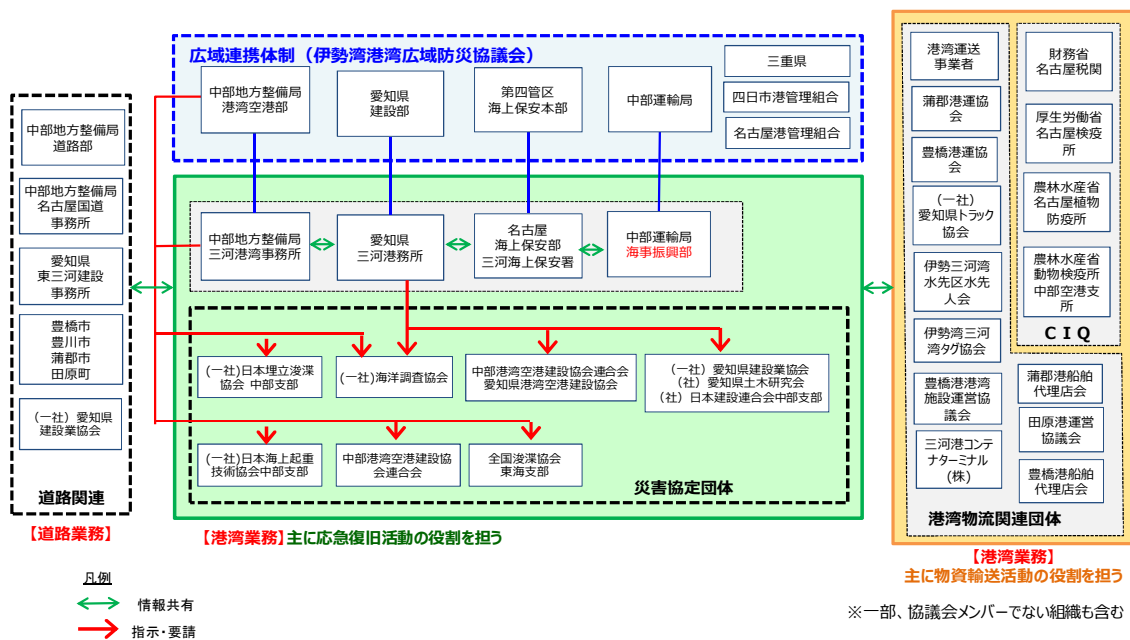 広域連携体制（伊勢湾港湾広域防災協議会）
中部地方整備局
港湾空港部
愛知県
建設部
第四管区
海上保安本部
中部運輸局
三重県
四日市港管理組合
名古屋港管理組合
中部地方整備局
道路部
中部地方整備局
名古屋国道
事務所
愛知県
東三河建設
事務所
豊橋市
豊川市
蒲郡市
田原町
（一社）愛知県
建設業協会
道路関連
【道路業務】
中部地方整備局
三河港湾事務所
愛知県
三河港務所
名古屋
海上保安部
三河海上保安署
中部運輸局
海事振興部
(一社)日本埋立浚渫
協会 中部支部
(一社)海洋調査協会
中部港湾空港建設協会連合会
愛知県港湾空港建設協会
（一社）愛知県建設業協会
（社）愛知県土木研究会
（社）日本建設連合会中部支部
(一社)日本海上起重
技術協会中部支部
中部港湾空港建設協
会連合会
全国浚渫協会
東海支部
災害協定団体
【港湾業務】主に応急復旧活動の役割を担う
港湾運送
事業者
蒲郡港運協
会
豊橋港運協
会
（一社）
愛知県トラック
協会
伊勢三河湾
水先区水先
人会
伊勢湾三河
湾タグ協会
豊橋港港湾
施設運営協
議会
三河港コンテ
ナターミナル
(株)
財務省
名古屋税関
厚生労働省
名古屋検疫
所
農林水産省
名古屋植物
防疫所
農林水産省
動物検疫所
中部空港支
所
ＣＩＱ
蒲郡港船舶
代理店会
田原港運営
協議会
豊橋港船舶
代理店会
港湾物流関連団体
【港湾業務】
主に物資輸送活動の役割を担う
※一部、協議会メンバーでない組織も含む
凡例
情報共有
指示・要請